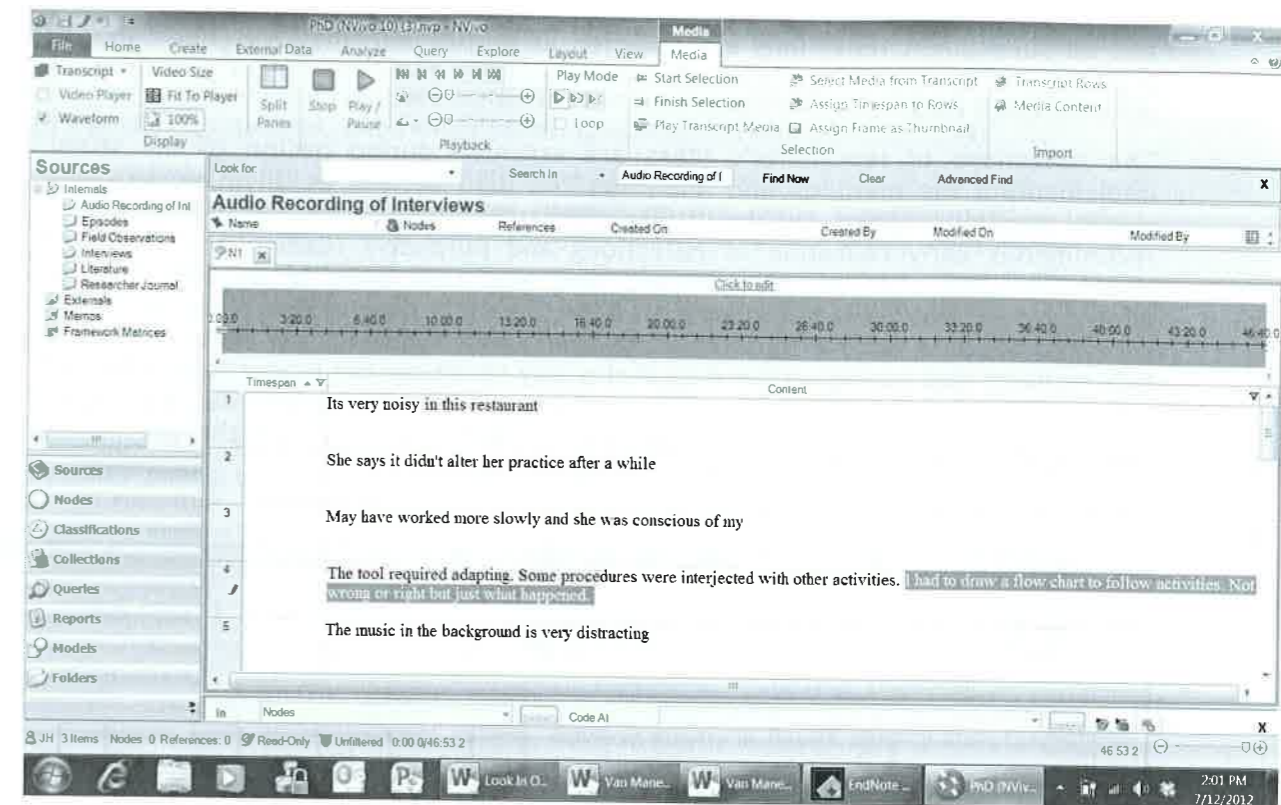 PhD (NVivo 10) (3).nvp - NVivo
Media
File Home Create External Data Analyze Query Explore Layout View Media
Transcript Video Size
Video Player Fit To Player
Waveform 100%
Display
Split Panes
Stop
Play / Pause
Playback
Play Mode
Loop
Start Selection
Finish Selection
Play Transcript Media
Select Media from Transcript
Assign Timespan to Rows
Assign Frame as Thumbnail
Selection
Transcript Rows
Media Content
Import
Sources
Internals
Audio Recording of Int
Episodes
Field Observations
Interviews
Literature
Researcher Journal
Externals
Memos
Framework Matrices
Sources
Nodes
Classifications
Collections
Queries
Reports
Models
Folders
Look for Search In Audio Recording of I Find Now Clear Advanced Find X
Audio Recording of Interviews
Name Nodes References Created On Created By Modified On Modified By
N1
Click to edit
0:00.0 3:20.0 6:40.0 10:00.0 13:20.0 16:40.0 20:00.0 23:20.0 26:40.0 30:00.0 33:20.0 36:40.0 40:00.0 43:20.0 46:40.0
Timespan Content
1 Its very noisy in this restaurant
2 She says it didn't alter her practice after a while
3 May have worked more slowly and she was conscious of my
4 The tool required adapting. Some procedures were interjected with other activities. I had to draw a flow chart to follow activities. Not
wrong or right but just what happened.
5 The music in the background is very distracting
In Nodes Code At X
JH 3 Items Nodes 0 References: 0 Read-Only Unfiltered 0:00.0/46:53.2 46:53.2
Look In O... Van Mane... Van Mane... EndNote ... PhD (NViv... 2:01 PM
7/12/2012